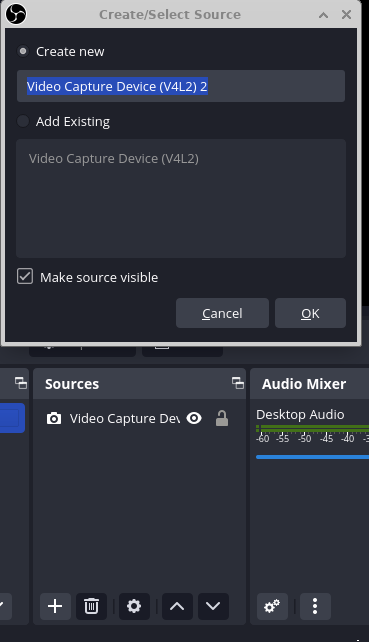 Create/Select Source
Create new
Video Capture Device (V4L2) 2
Add Existing
Video Capture Device (V4L2)
Make source visible
Cancel
OK
Sources
Audio Mixer
Video Capture Dev
Desktop Audio
-60 -55 -50 -45 -40 -3